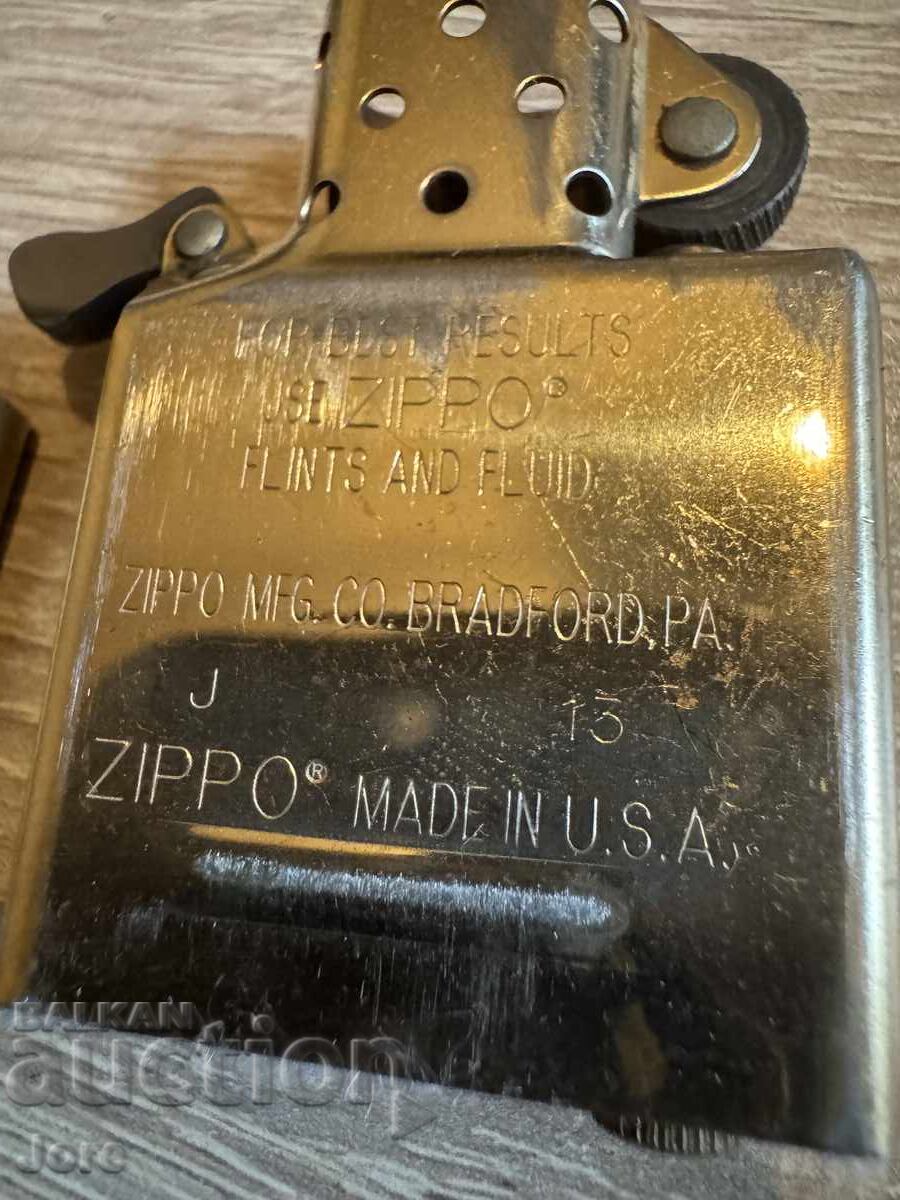 FOR BEST RESULTS
USE ZIPPO®
FLINTS AND FLUID
ZIPPO MFG. CO. BRADFORD, PA.
J 13
ZIPPO® MADE IN U.S.A.
BALKAN
auction
Jore